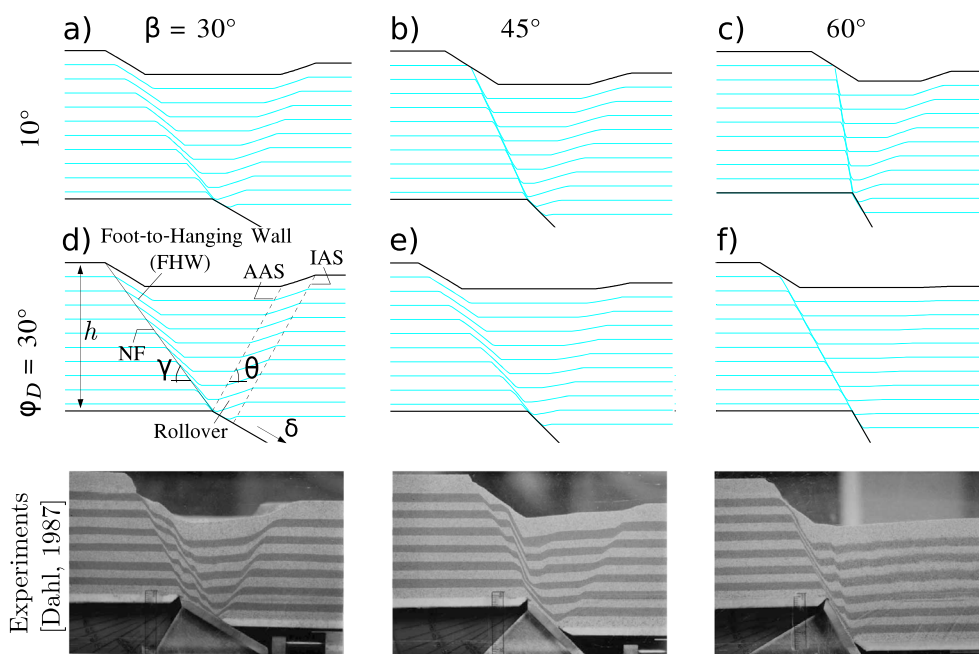 a) β = 30°
b) 45°
c) 60°
10°
d) Foot-to-Hanging Wall
(FHW)
AAS
IAS
h
NF
γ
θ
Rollover
δ
e)
f)
φD = 30°
Experiments
[Dahl, 1987]